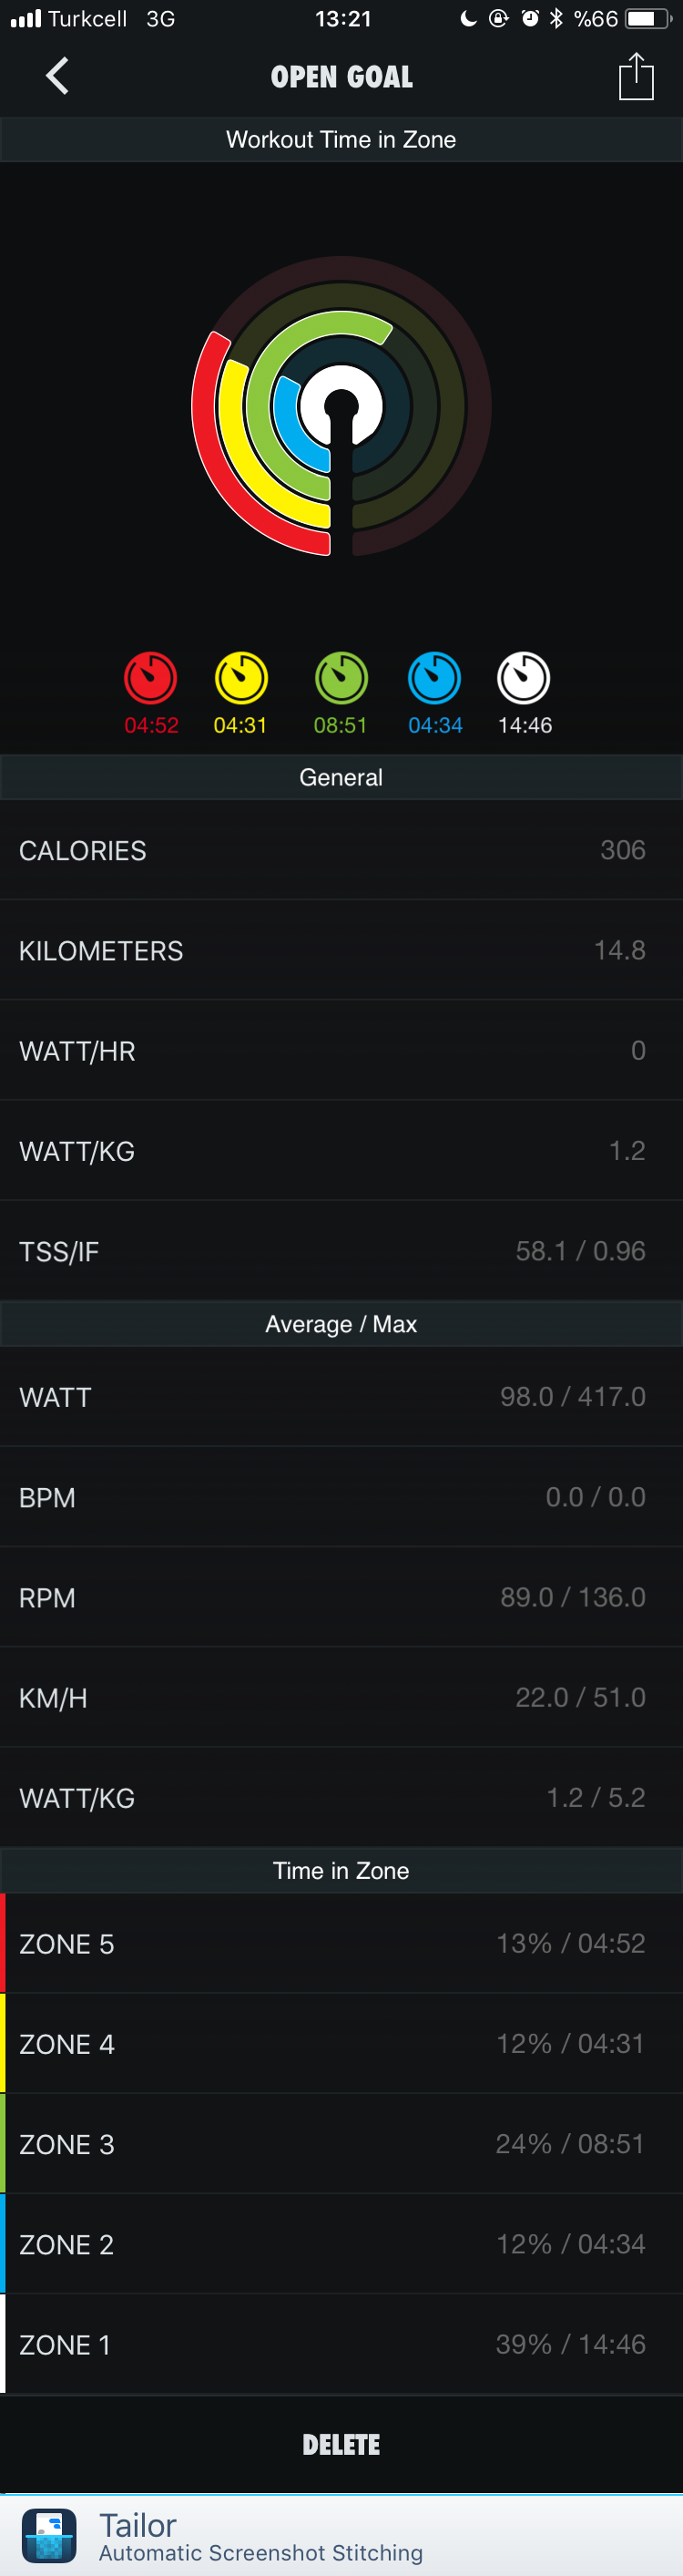 Turkcell 3G 13:21 %66
OPEN GOAL
Workout Time in Zone
04:52 04:31 08:51 04:34 14:46
General
CALORIES 306
KILOMETERS 14.8
WATT/HR 0
WATT/KG 1.2
TSS/IF 58.1 / 0.96
Average / Max
WATT 98.0 / 417.0
BPM 0.0 / 0.0
RPM 89.0 / 136.0
KM/H 22.0 / 51.0
WATT/KG 1.2 / 5.2
Time in Zone
ZONE 5 13% / 04:52
ZONE 4 12% / 04:31
ZONE 3 24% / 08:51
ZONE 2 12% / 04:34
ZONE 1 39% / 14:46
DELETE
Tailor
Automatic Screenshot Stitching